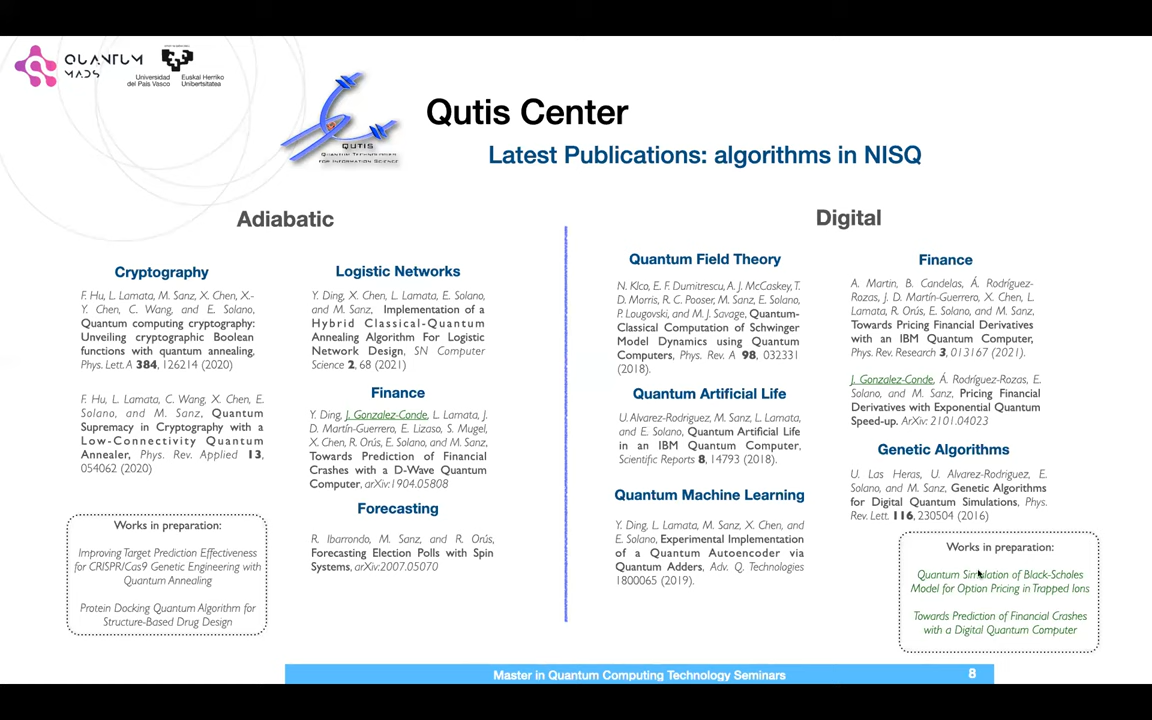 QUANTUM
MADS
Universidad
del País Vasco
Euskal Herriko
Unibertsitatea
QUTIS
QUANTUM TECHNOLOGIES
FOR INFORMATION SCIENCE
Qutis Center
Latest Publications: algorithms in NISQ
Adiabatic
Cryptography
F. Hu, L. Lamata, M. Sanz, X. Chen, X.-
Y. Chen, C. Wang, and E. Solano,
Quantum computing cryptography:
Unveiling cryptographic Boolean
functions with quantum annealing,
Phys. Lett. A 384, 126214 (2020)
F. Hu, L. Lamata, C. Wang, X. Chen, E.
Solano, and M. Sanz, Quantum
Supremacy in Cryptography with a
Low-Connectivity Quantum
Annealer, Phys. Rev. Applied 13,
054062 (2020)
Works in preparation:
Improving Target Prediction Effectiveness
for CRISPR/Cas9 Genetic Engineering with
Quantum Annealing
Protein Docking Quantum Algorithm for
Structure-Based Drug Design
Logistic Networks
Y. Ding, X. Chen, L. Lamata, E. Solano,
and M. Sanz, Implementation of a
Hybrid Classical-Quantum
Annealing Algorithm For Logistic
Network Design, SN Computer
Science 2, 68 (2021)
Finance
Y. Ding, J. Gonzalez-Conde, L. Lamata, J.
D. Martín-Guerrero, E. Lizaso, S. Mugel,
X. Chen, R. Orús, E. Solano, and M. Sanz,
Towards Prediction of Financial
Crashes with a D-Wave Quantum
Computer, arXiv:1904.05808
Forecasting
R. Ibarrondo, M. Sanz, and R. Orús,
Forecasting Election Polls with Spin
Systems, arXiv:2007.05070
Digital
Quantum Field Theory
N. Klco, E. F. Dumitrescu, A. J. McCaskey, T.
D. Morris, R. C. Pooser, M. Sanz, E. Solano,
P. Lougovski, and M. J. Savage, Quantum-
Classical Computation of Schwinger
Model Dynamics using Quantum
Computers, Phys. Rev. A 98, 032331
(2018).
Quantum Artificial Life
U. Alvarez-Rodriguez, M. Sanz, L. Lamata,
and E. Solano, Quantum Artificial Life
in an IBM Quantum Computer,
Scientific Reports 8, 14793 (2018).
Quantum Machine Learning
Y. Ding, L. Lamata, M. Sanz, X. Chen, and
E. Solano, Experimental Implementation
of a Quantum Autoencoder via
Quantum Adders, Adv. Q. Technologies
1800065 (2019).
Finance
A. Martin, B. Candelas, Á. Rodríguez-
Rozas, J. D. Martín-Guerrero, X. Chen, L.
Lamata, R. Orús, E. Solano, and M. Sanz,
Towards Pricing Financial Derivatives
with an IBM Quantum Computer,
Phys. Rev. Research 3, 013167 (2021).
J. Gonzalez-Conde, Á. Rodríguez-Rozas, E.
Solano, and M. Sanz, Pricing Financial
Derivatives with Exponential Quantum
Speed-up. ArXiv: 2101.04023
Genetic Algorithms
U. Las Heras, U. Alvarez-Rodriguez, E.
Solano, and M. Sanz, Genetic Algorithms
for Digital Quantum Simulations, Phys.
Rev. Lett. 116, 230504 (2016)
Works in preparation:
Quantum Simulation of Black-Scholes
Model for Option Pricing in Trapped Ions
Towards Prediction of Financial Crashes
with a Digital Quantum Computer
Master in Quantum Computing Technology Seminars
8